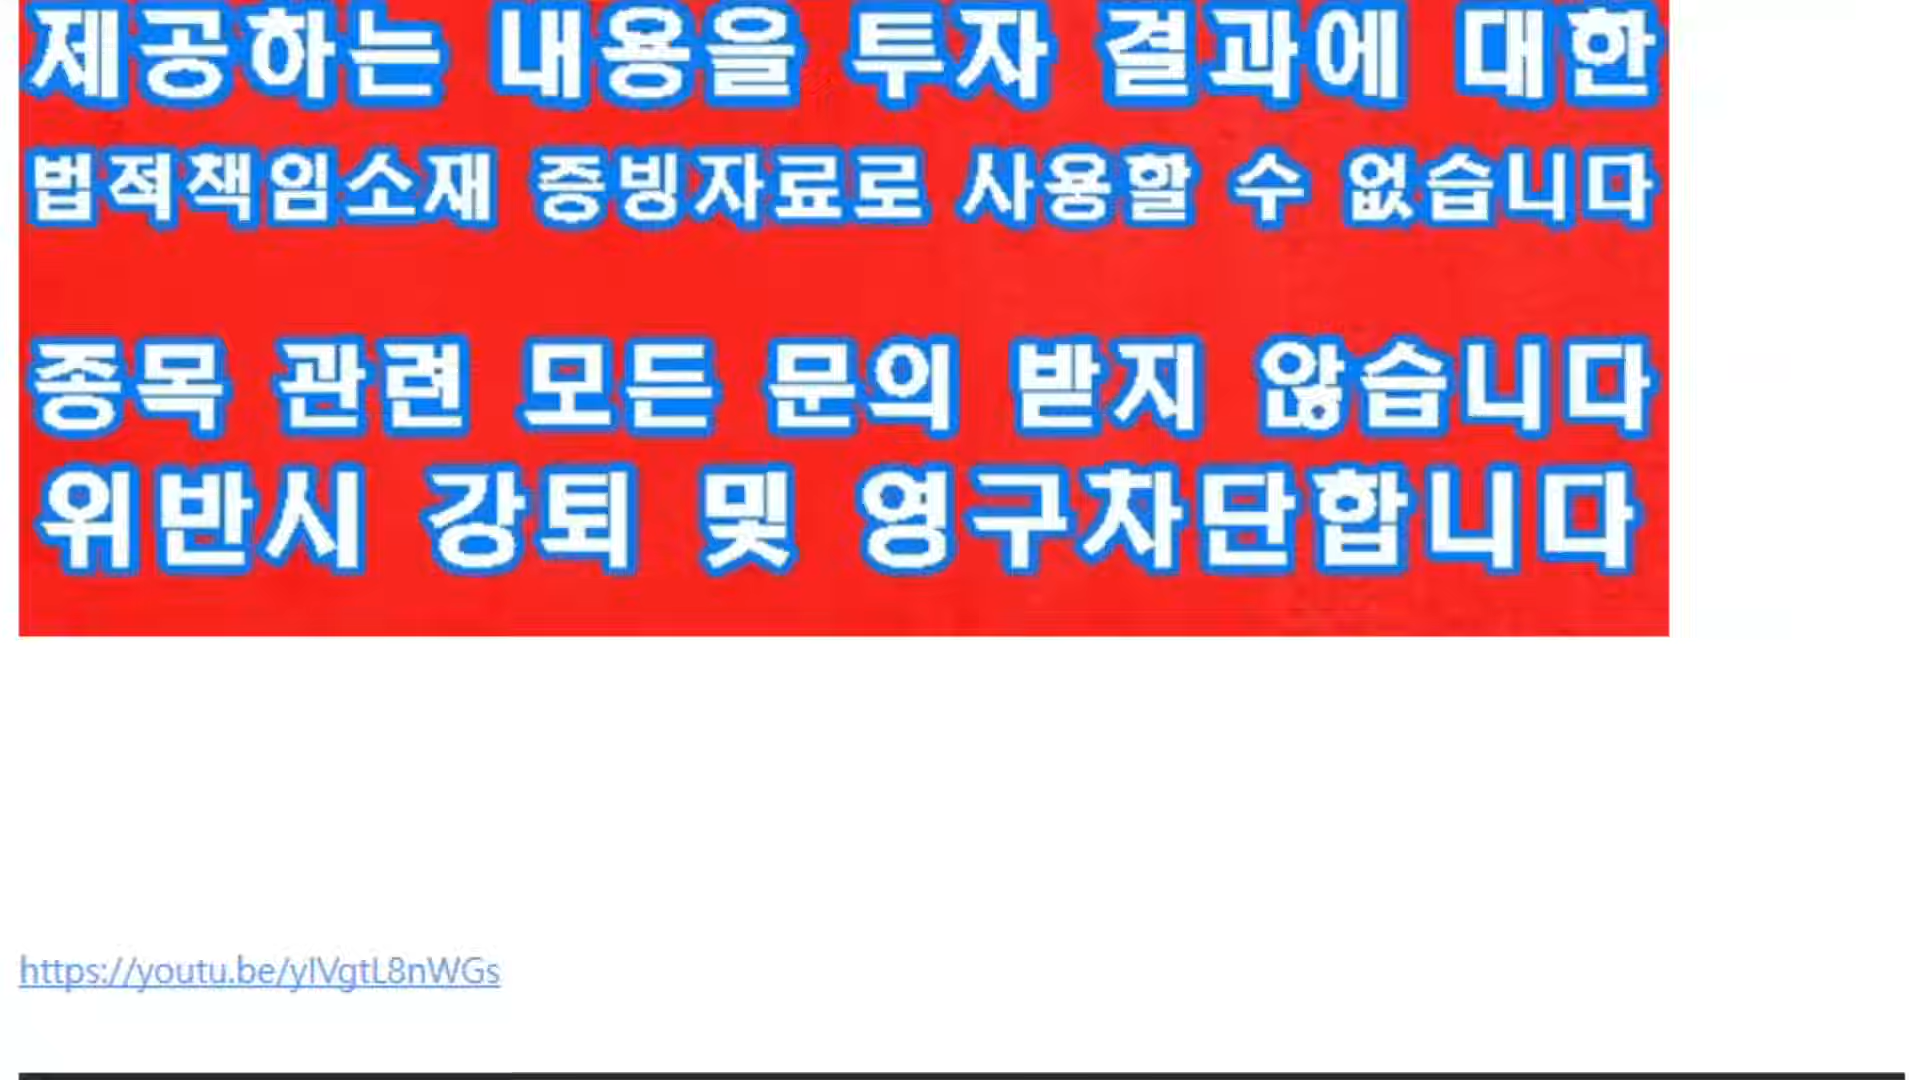 제공하는 내용을 투자 결과에 대한
법적책임소재 증빙자료로 사용할 수 없습니다
종목 관련 모든 문의 받지 않습니다
위반시 강퇴 및 영구차단합니다
https://youtu.be/yIVgtL8nWGs